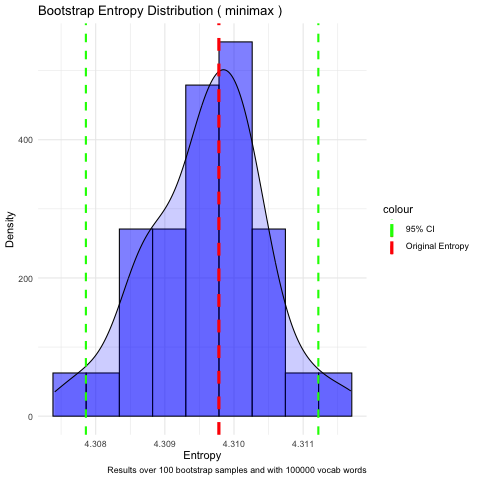 Bootstrap Entropy Distribution ( minimax )
400
200
0
Density
4.308 4.309 4.310 4.311
Entropy
Results over 100 bootstrap samples and with 100000 vocab words
colour
95% CI
Original Entropy